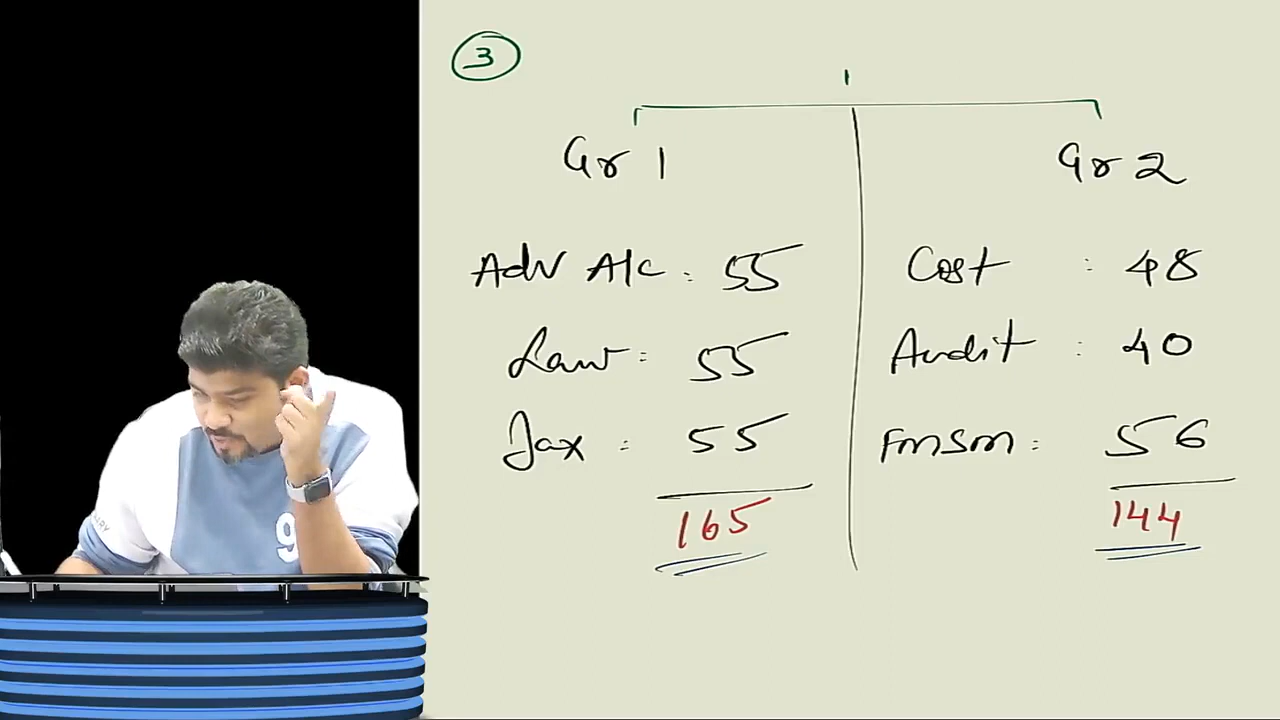 3
Gr 1
Adv A/c : 55
Law : 55
Tax : 55
165
Gr 2
Cost : 48
Audit : 40
FMSM : 56
144
9